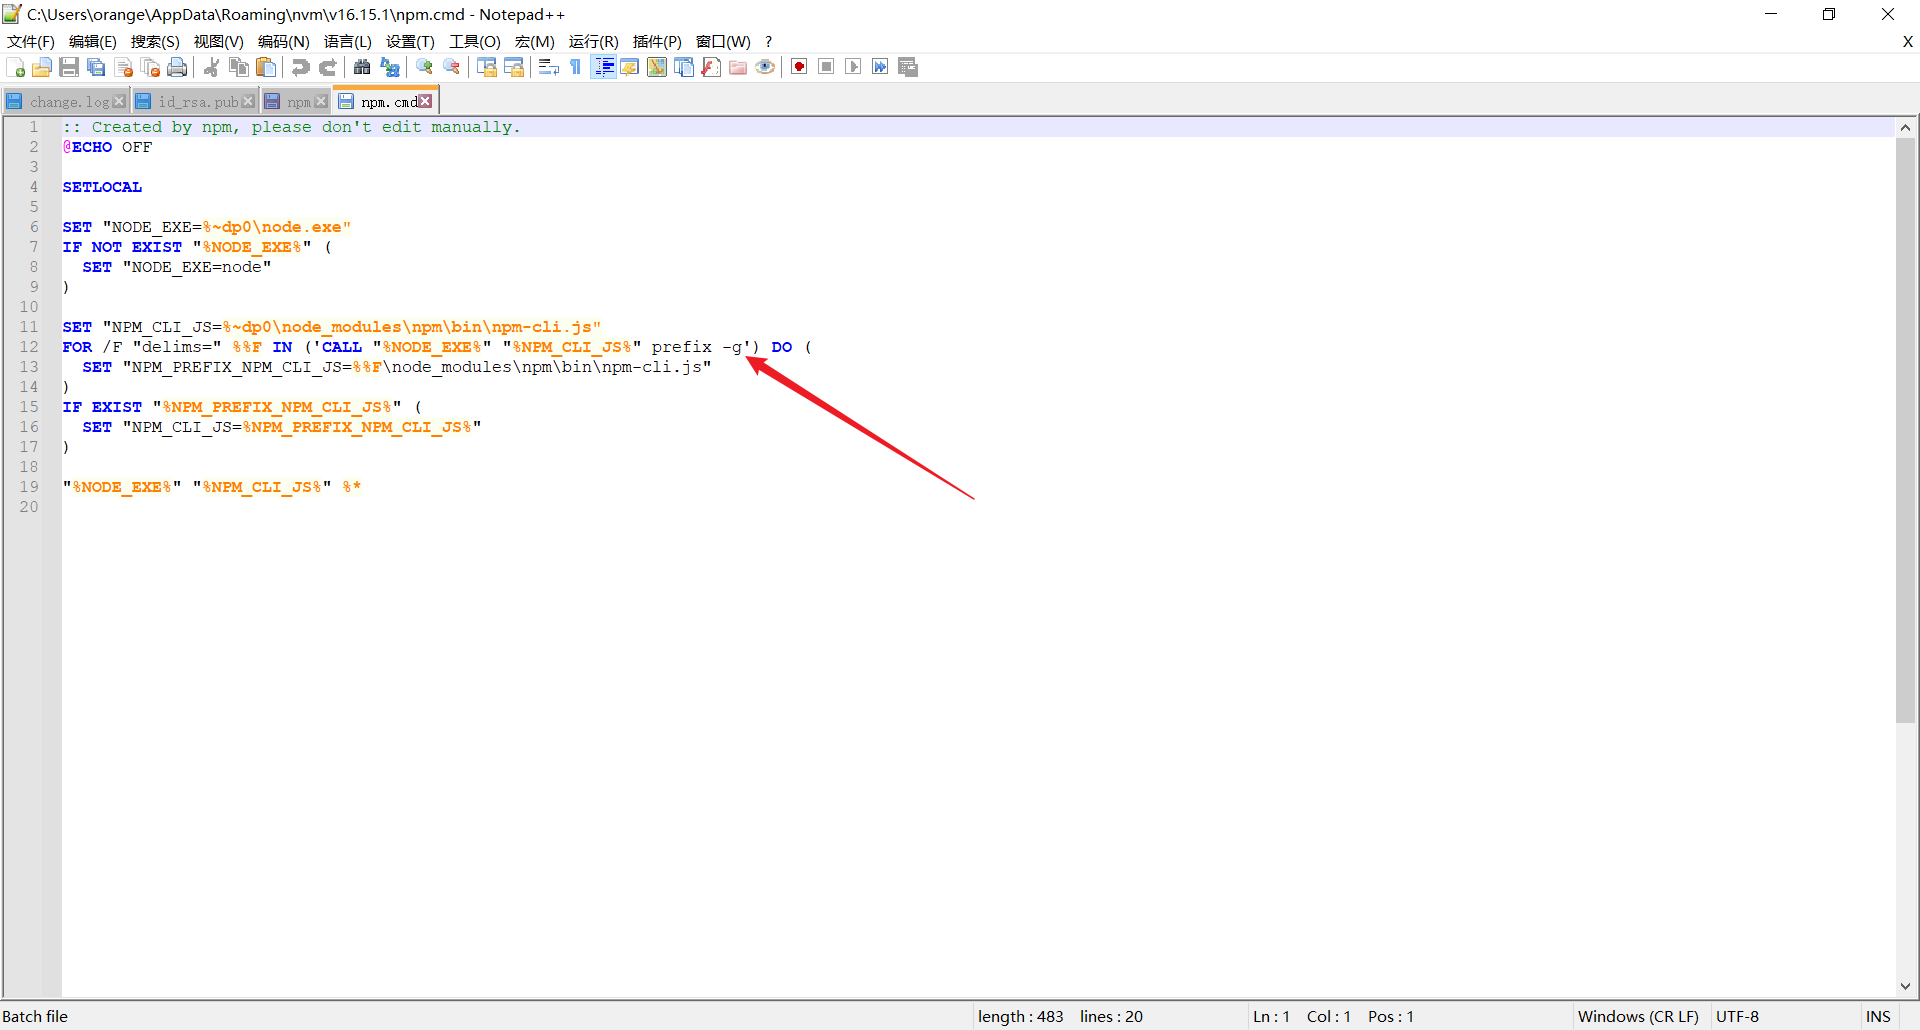 C:\Users\orange\AppData\Roaming\nvm\v16.15.1\npm.cmd - Notepad++
文件(F) 编辑(E) 搜索(S) 视图(V) 编码(N) 语言(L) 设置(T) 工具(O) 宏(M) 运行(R) 插件(P) 窗口(W) ? X
change.log id_rsa.pub npm npm.cmd
1 :: Created by npm, please don't edit manually.
2 @ECHO OFF
3
4 SETLOCAL
5
6 SET "NODE_EXE=%~dp0\node.exe"
7 IF NOT EXIST "%NODE_EXE%" (
8   SET "NODE_EXE=node"
9 )
10
11 SET "NPM_CLI_JS=%~dp0\node_modules\npm\bin\npm-cli.js"
12 FOR /F "delims=" %%F IN ('CALL "%NODE_EXE%" "%NPM_CLI_JS%" prefix -g') DO (
13   SET "NPM_PREFIX_NPM_CLI_JS=%%F\node_modules\npm\bin\npm-cli.js"
14 )
15 IF EXIST "%NPM_PREFIX_NPM_CLI_JS%" (
16   SET "NPM_CLI_JS=%NPM_PREFIX_NPM_CLI_JS%"
17 )
18
19 "%NODE_EXE%" "%NPM_CLI_JS%" %*
20
Batch file length : 483 lines : 20 Ln : 1 Col : 1 Pos : 1 Windows (CR LF) UTF-8 INS